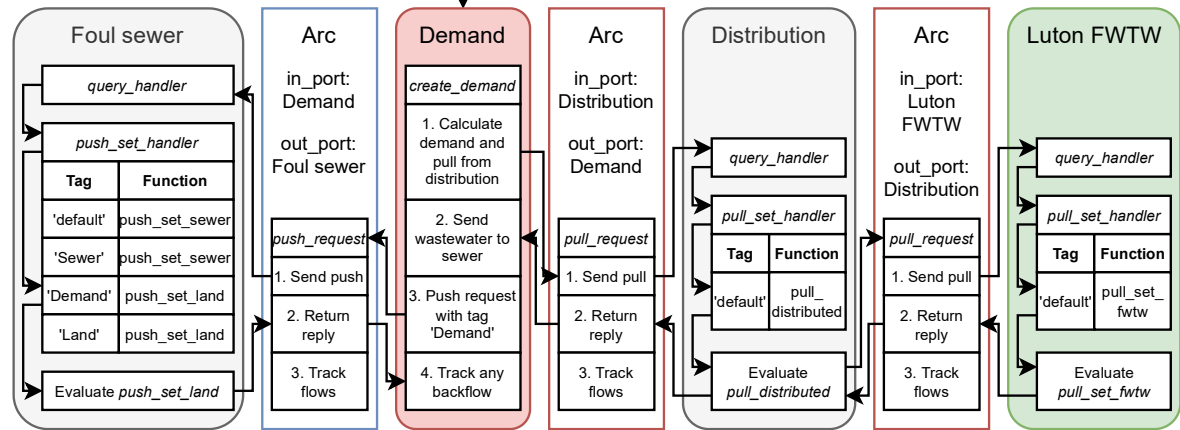 Foul sewer
query_handler
push_set_handler
Tag Function
'default' push_set_sewer
'Sewer' push_set_sewer
'Demand' push_set_land
'Land' push_set_land
Evaluate push_set_land
Arc
in_port:
Demand
out_port:
Foul sewer
push_request
1. Send push
2. Return
reply
3. Track
flows
Demand
create_demand
1. Calculate
demand and
pull from
distribution
2. Send
wastewater to
sewer
3. Push request
with tag
'Demand'
4. Track any
backflow
Arc
in_port:
Distribution
out_port:
Demand
pull_request
1. Send pull
2. Return
reply
3. Track
flows
Distribution
query_handler
pull_set_handler
Tag Function
'default' pull_
distributed
Evaluate
pull_distributed
Arc
in_port:
Luton
FWTW
out_port:
Distribution
pull_request
1. Send pull
2. Return
reply
3. Track
flows
Luton FWTW
query_handler
pull_set_handler
Tag Function
'default' pull_set_
fwtw
Evaluate
pull_set_fwtw